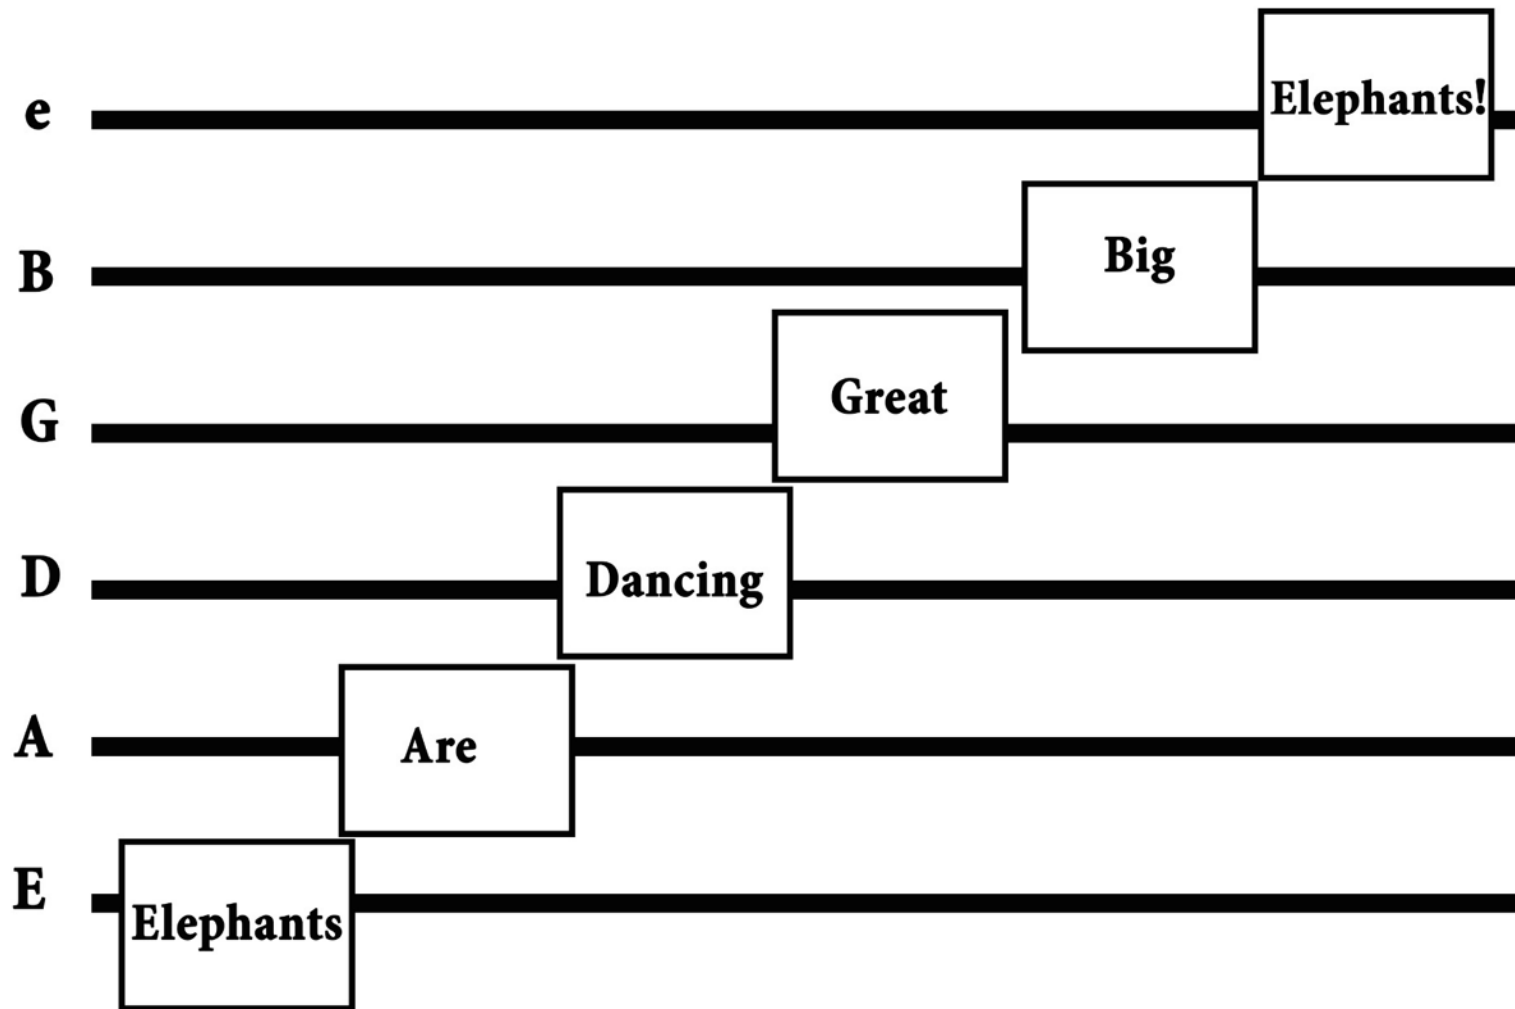 e Elephants!
B Big
G Great
D Dancing
A Are
E Elephants